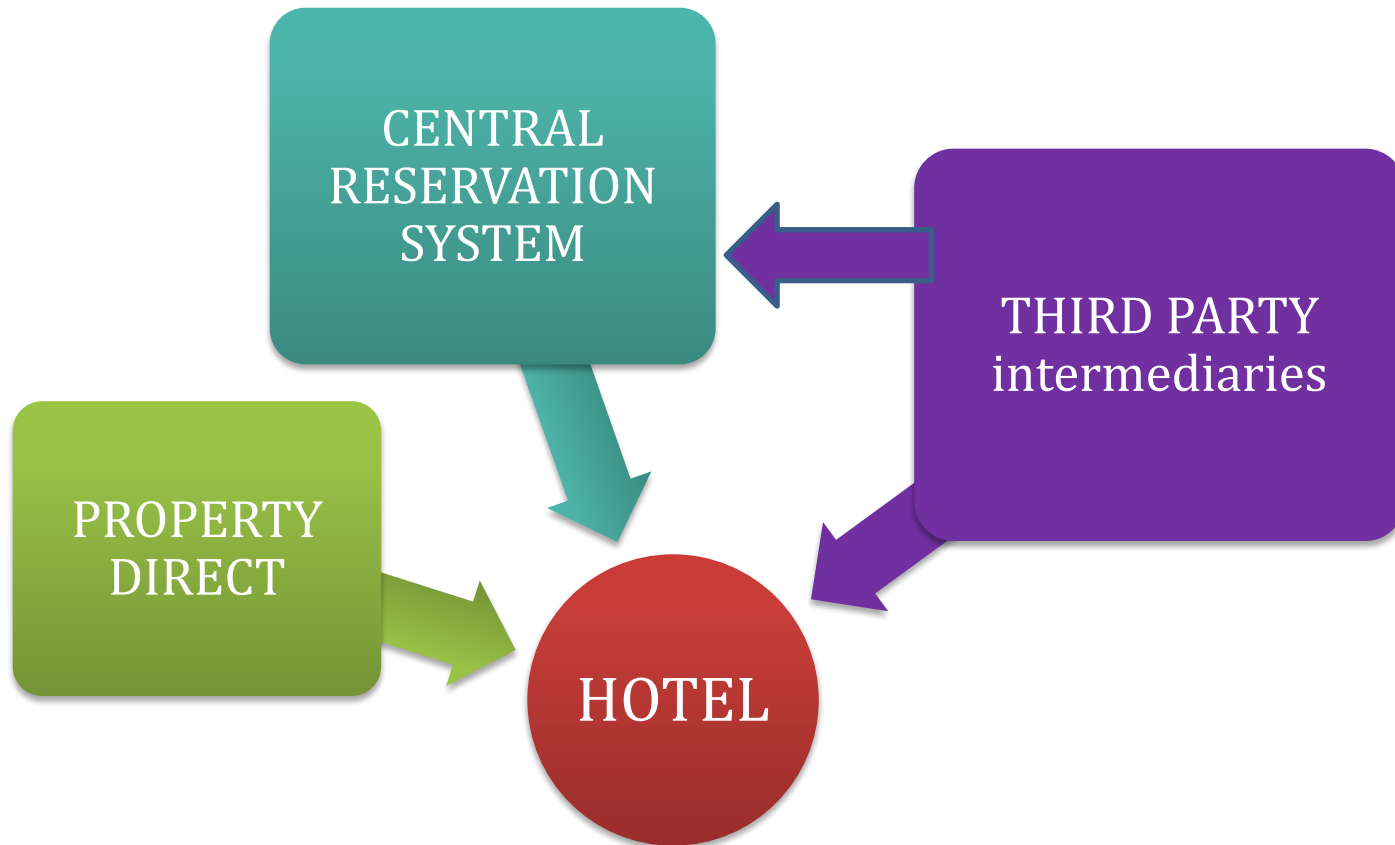 CENTRAL
RESERVATION
SYSTEM
THIRD PARTY
intermediaries
PROPERTY
DIRECT
HOTEL